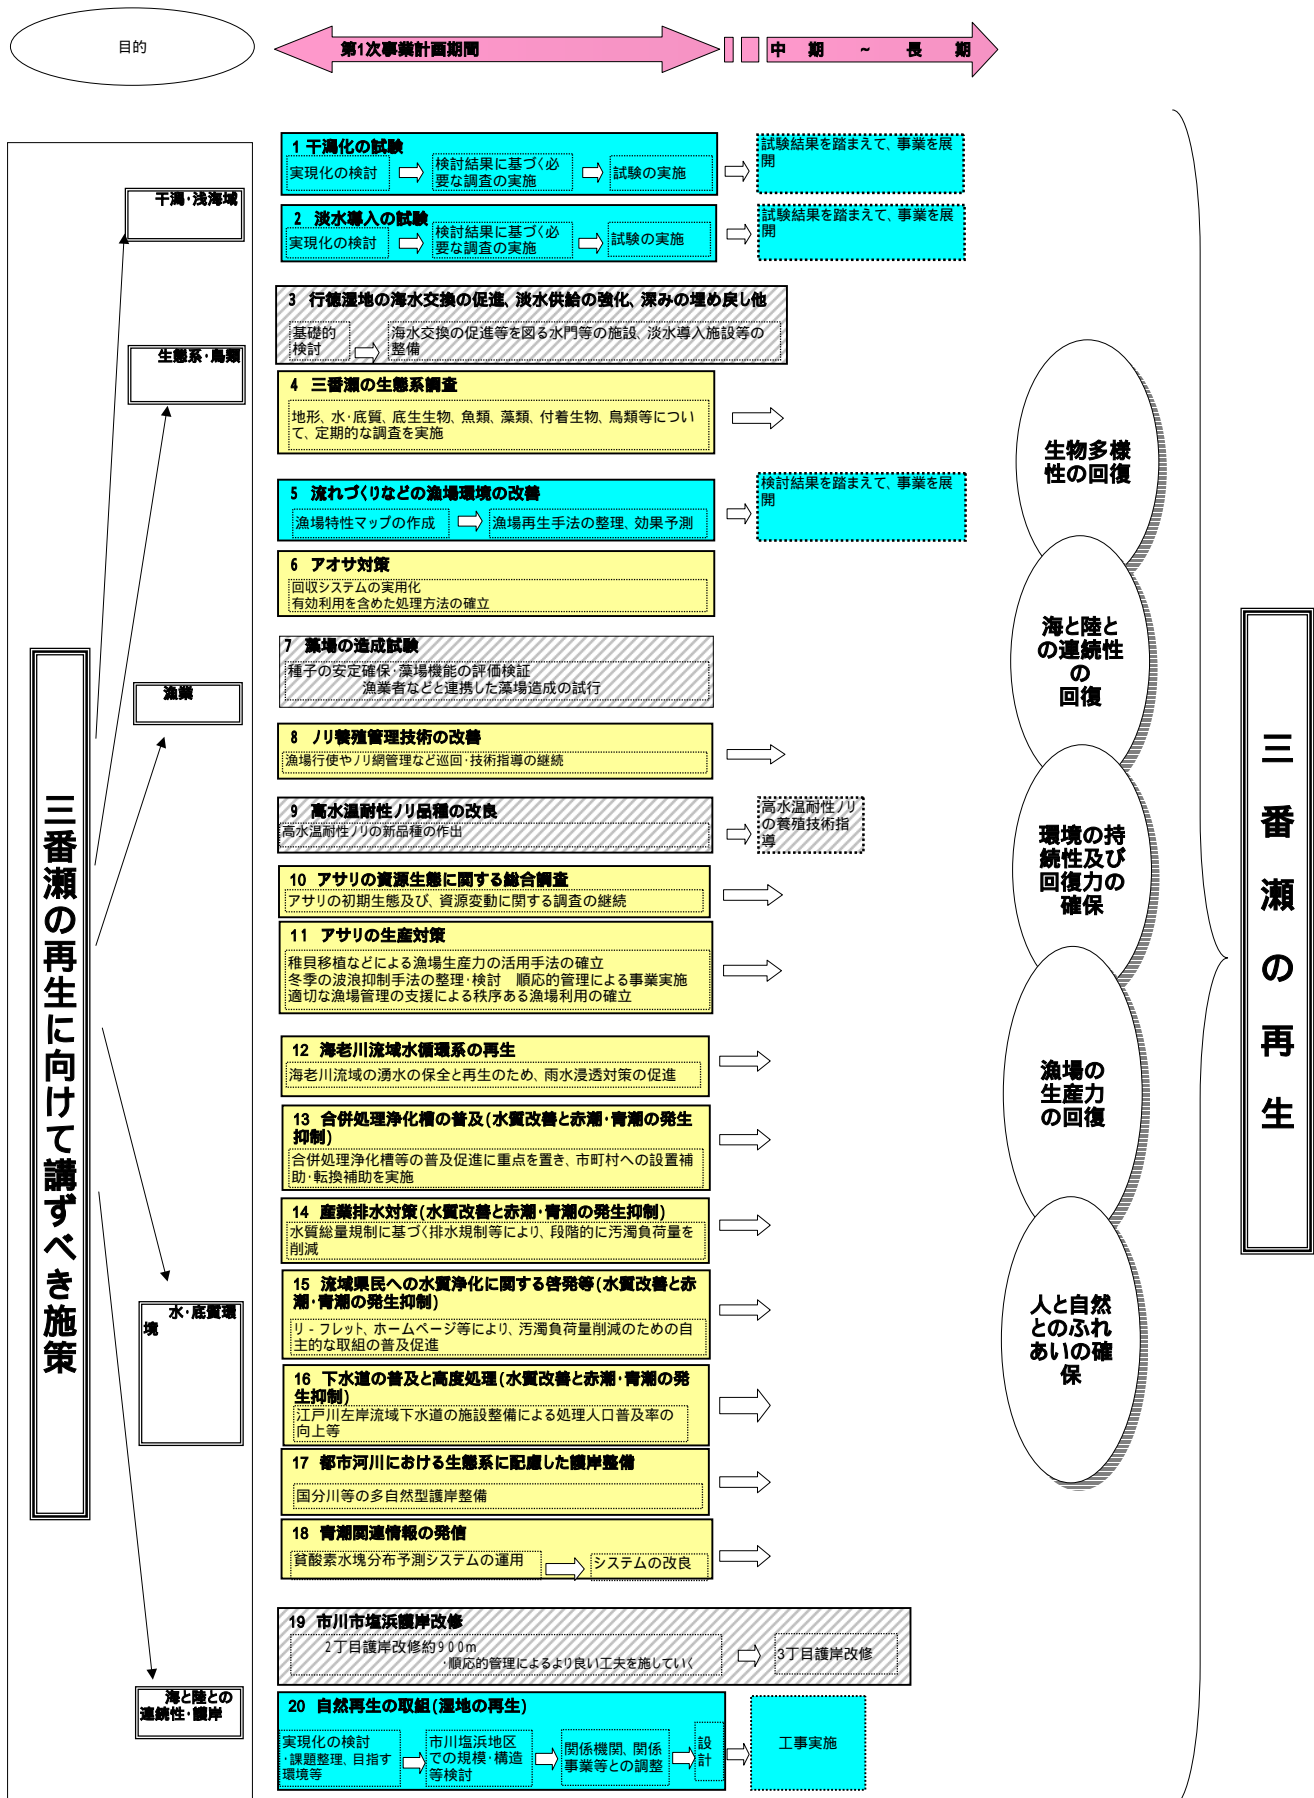 目的
第1次事業計画期間
中 期 ～ 長 期
三番瀬の再生に向けて講ずべき施策
干潟・浅海域
生態系・鳥類
漁業
水・底質環
境
海と陸との
連続性・護岸
1 干潟化の試験
実現化の検討
検討結果に基づく必
要な調査の実施
試験の実施
試験結果を踏まえて、事業を展
開
2 淡水導入の試験
実現化の検討
検討結果に基づく必
要な調査の実施
試験の実施
試験結果を踏まえて、事業を展
開
3 行徳湿地の海水交換の促進、淡水供給の強化、深みの埋め戻し他
基礎的
検討
海水交換の促進等を図る水門等の施設、淡水導入施設等の
整備
4 三番瀬の生態系調査
地形、水・底質、底生生物、魚類、藻類、付着生物、鳥類等につい
て、定期的な調査を実施
5 流れづくりなどの漁場環境の改善
漁場特性マップの作成
漁場再生手法の整理、効果予測
検討結果を踏まえて、事業を展
開
6 アオサ対策
回収システムの実用化
有効利用を含めた処理方法の確立
7 藻場の造成試験
種子の安定確保・藻場機能の評価検証
漁業者などと連携した藻場造成の試行
8 ノリ養殖管理技術の改善
漁場行使やノリ網管理など巡回・技術指導の継続
9 高水温耐性ノリ品種の改良
高水温耐性ノリの新品種の作出
高水温耐性ノリ
の養殖技術指
導
10 アサリの資源生態に関する総合調査
アサリの初期生態及び、資源変動に関する調査の継続
11 アサリの生産対策
稚貝移植などによる漁場生産力の活用手法の確立
冬季の波浪抑制手法の整理・検討 順応的管理による事業実施
適切な漁場管理の支援による秩序ある漁場利用の確立
12 海老川流域水循環系の再生
海老川流域の湧水の保全と再生のため、雨水浸透対策の促進
13 合併処理浄化槽の普及(水質改善と赤潮・青潮の発生
抑制)
合併処理浄化槽等の普及促進に重点を置き、市町村への設置補
助・転換補助を実施
14 産業排水対策(水質改善と赤潮・青潮の発生抑制)
水質総量規制に基づく排水規制等により、段階的に汚濁負荷量を
削減
15 流域県民への水質浄化に関する啓発等(水質改善と赤
潮・青潮の発生抑制)
リ-フレット、ホームページ等により、汚濁負荷量削減のための自
主的な取組の普及促進
16 下水道の普及と高度処理(水質改善と赤潮・青潮の発
生抑制)
江戸川左岸流域下水道の施設整備による処理人口普及率の
向上等
17 都市河川における生態系に配慮した護岸整備
国分川等の多自然型護岸整備
18 青潮関連情報の発信
貧酸素水塊分布予測システムの運用
システムの改良
19 市川市塩浜護岸改修
2丁目護岸改修約900m
・順応的管理によるより良い工夫を施していく
3丁目護岸改修
20 自然再生の取組(湿地の再生)
実現化の検討
・課題整理、目指す
環境等
市川塩浜地区
での規模・構造
等検討
関係機関、関係
事業等との調整
設
計
工事実施
生物多様
性の回復
海と陸と
の連続性
の
回復
環境の持
続性及び
回復力の
確保
漁場の
生産力
の回復
人と自然
とのふれ
あいの確
保
三番瀬の再生